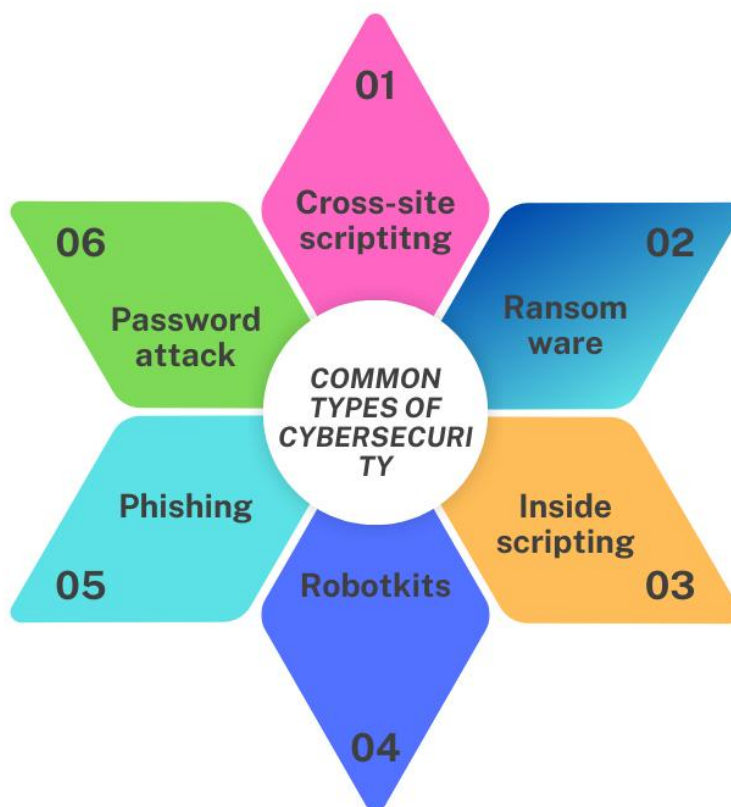 01
Cross-site
scriptitng
02
Ransom
ware
03
Inside
scripting
04
Robotkits
05
Phishing
06
Password
attack
COMMON
TYPES OF
CYBERSECURI
TY